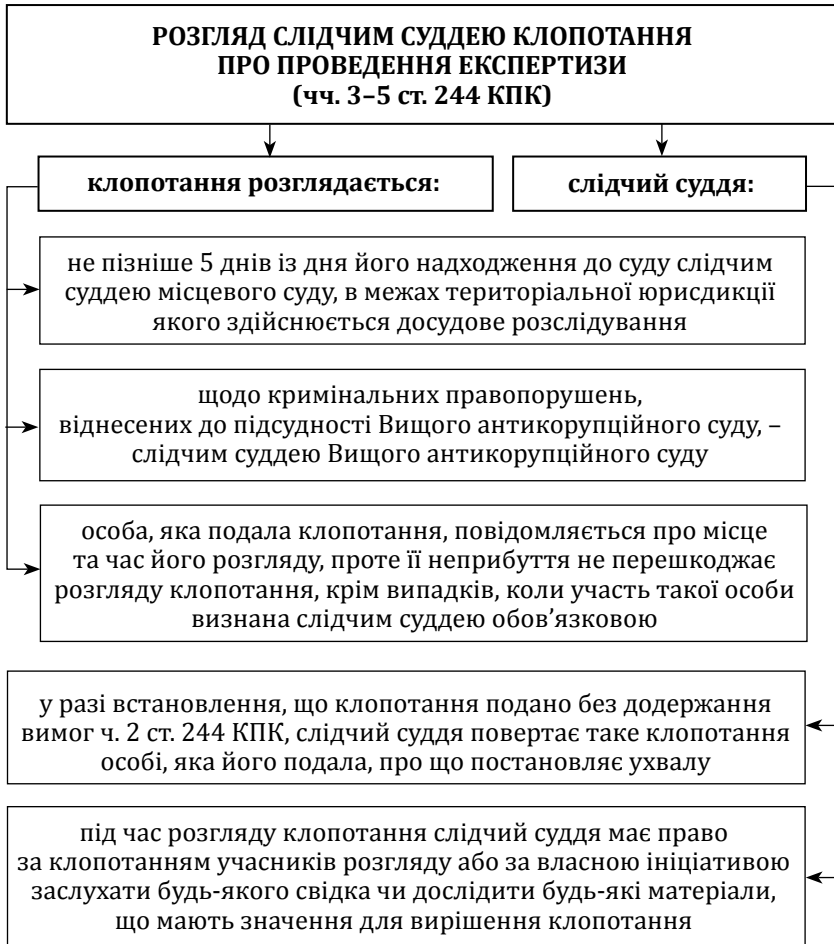 РОЗГЛЯД СЛІДЧИМ СУДДЕЮ КЛОПОТАННЯ
ПРО ПРОВЕДЕННЯ ЕКСПЕРТИЗИ
(чч. 3–5 ст. 244 КПК)
клопотання розглядається:
слідчий суддя:
не пізніше 5 днів із дня його надходження до суду слідчим
суддею місцевого суду, в межах територіальної юрисдикції
якого здійснюється досудове розслідування
щодо кримінальних правопорушень,
віднесених до підсудності Вищого антикорупційного суду, –
слідчим суддею Вищого антикорупційного суду
особа, яка подала клопотання, повідомляється про місце
та час його розгляду, проте її неприбуття не перешкоджає
розгляду клопотання, крім випадків, коли участь такої особи
визнана слідчим суддею обов’язковою
у разі встановлення, що клопотання подано без додержання
вимог ч. 2 ст. 244 КПК, слідчий суддя повертає таке клопотання
особі, яка його подала, про що постановляє ухвалу
під час розгляду клопотання слідчий суддя має право
за клопотанням учасників розгляду або за власною ініціативою
заслухати будь-якого свідка чи дослідити будь-які матеріали,
що мають значення для вирішення клопотання